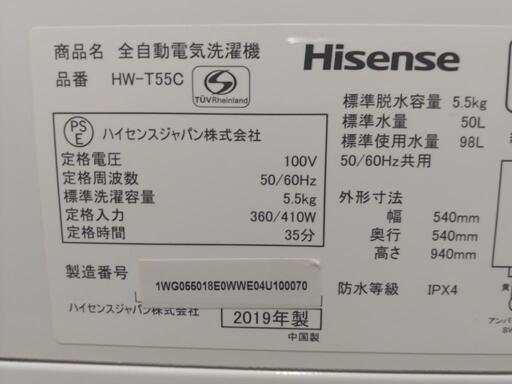 商品名 全自動電気洗濯機
Hisense
品番 HW-T55C
TÜVRheinland
PSE ハイセンスジャパン株式会社
定格電圧 100V
定格周波数 50/60Hz
標準洗濯容量 5.5kg
定格入力 360/410W
定格時間 35分
標準脱水容量 5.5kg
標準水量 50L
標準使用水量 98L
50/60Hz共用
外形寸法
幅 540mm
奥行 540mm
高さ 940mm
防水等級 IPX4
製造番号 1WG055018E0WWE04U100070
ハイセンスジャパン株式会社 2019年製
中国製
黄
アンバ
SW